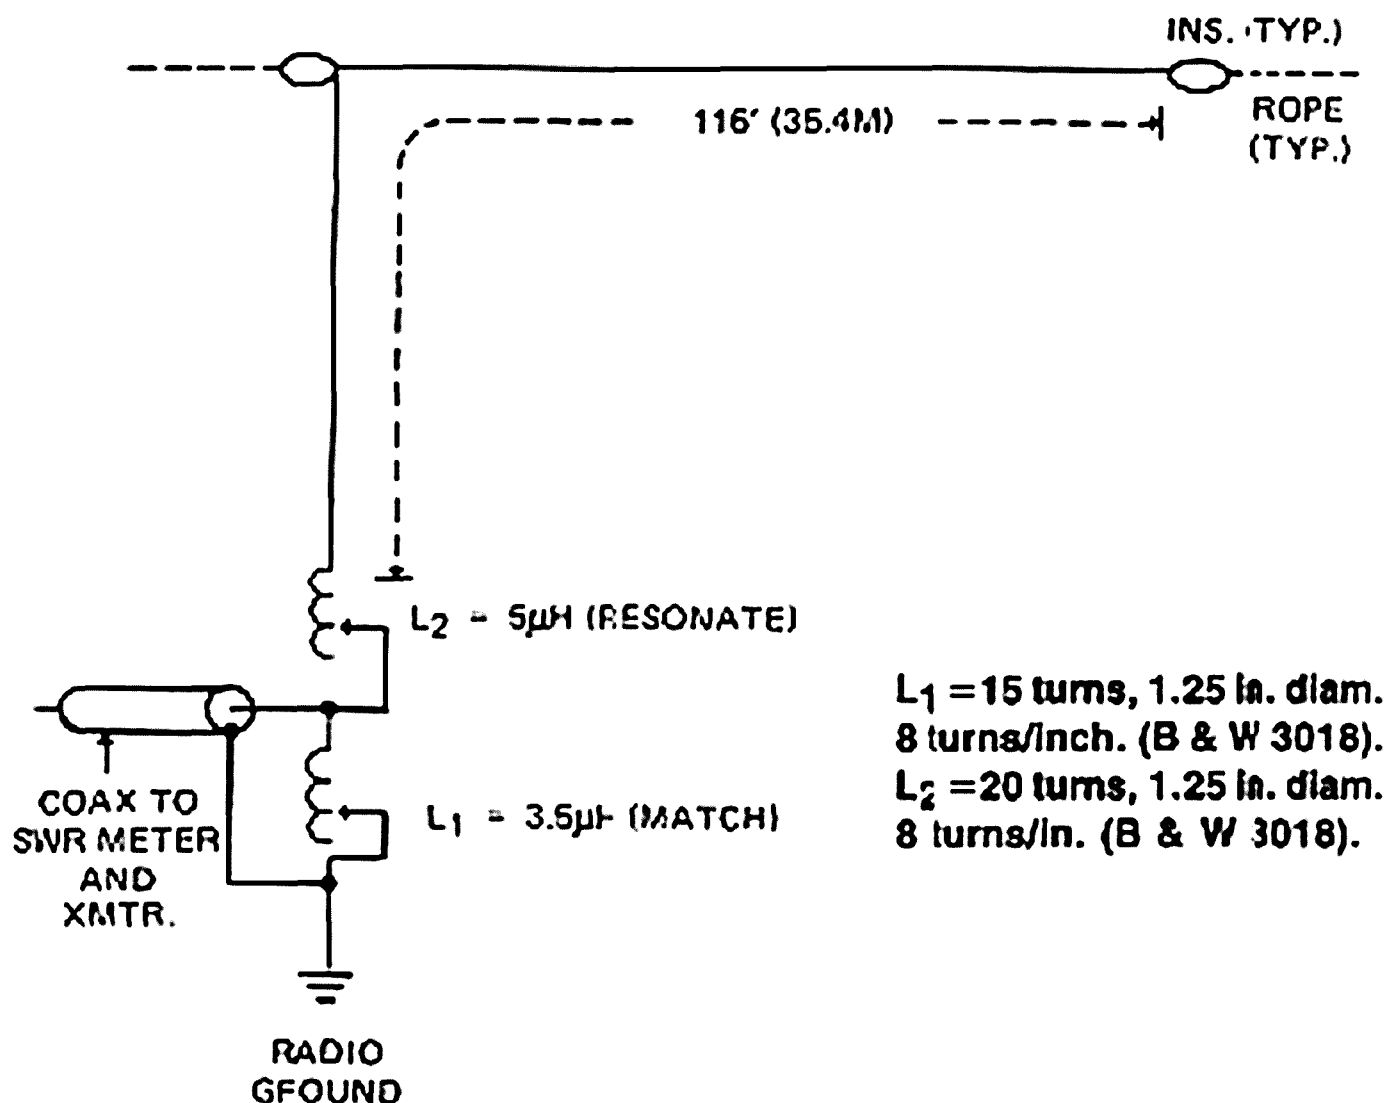 INS. (TYP.)
116' (35.4M)
ROPE
(TYP.)
L2 = 5µH (RESONATE)
L1 = 15 turns, 1.25 in. diam.
8 turns/inch. (B & W 3018).
L2 = 20 turns, 1.25 in. diam.
8 turns/in. (B & W 3018).
COAX TO
SWR METER
AND
XMTR.
L1 = 3.5µH (MATCH)
RADIO
GROUND